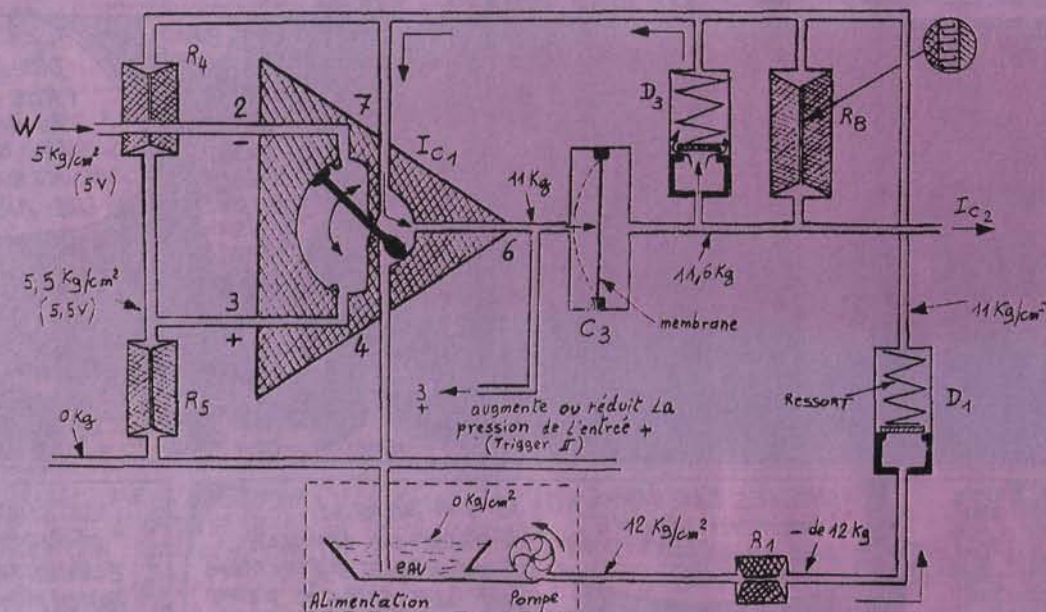 R4
2
7
D3
R8
W
-
IC1
5 Kg/cm²
(5V)
11 Kg
IC2
6
11,6 Kg
5,5 Kg/cm²
(5,5V)
3
membrane
11 Kg/cm²
+
4
C3
RESSORT
D1
R5
3
+
0 Kg
augmente ou réduit la
pression de l'entrée +
(Trigger II)
0 Kg/cm²
12 Kg/cm²
R1
- de 12 Kg
eau
Alimentation
Pompe